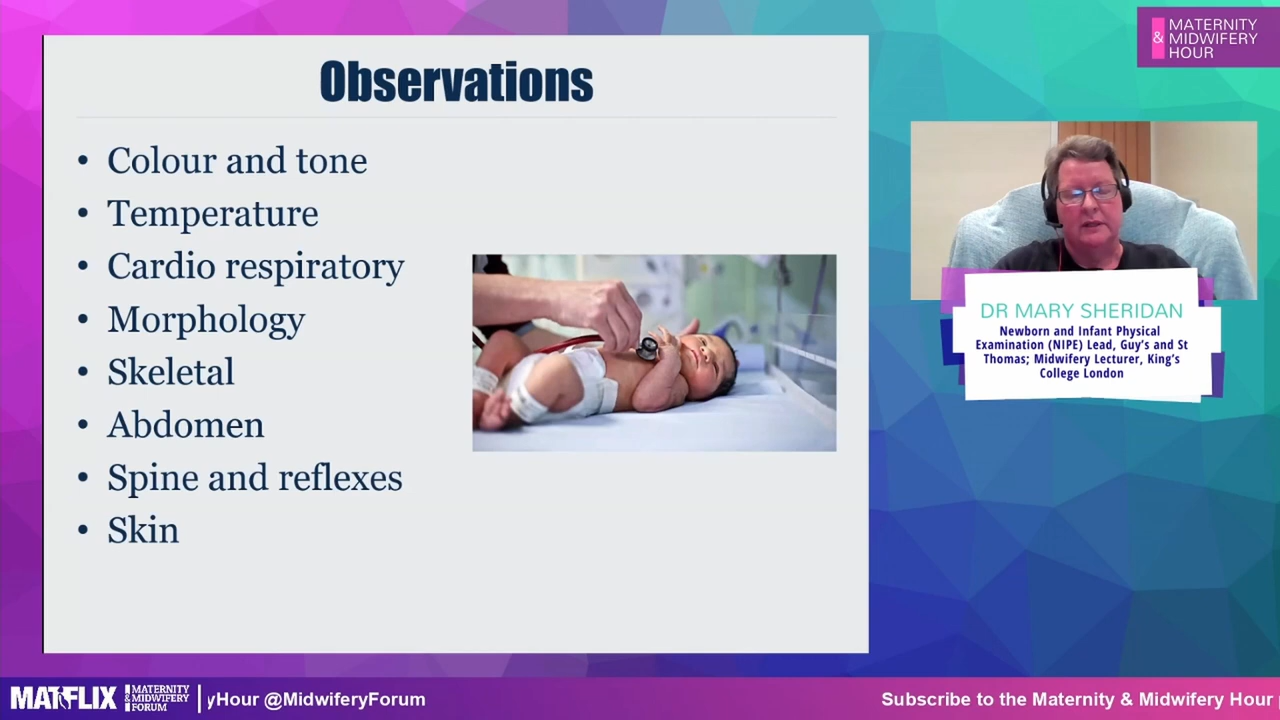 Observations
• Colour and tone
• Temperature
• Cardio respiratory
• Morphology
• Skeletal
• Abdomen
• Spine and reflexes
• Skin
& MATERNITY
MIDWIFERY
HOUR
DR MARY SHERIDAN
Newborn and Infant Physical
Examination (NIPE) Lead, Guy's and St
Thomas; Midwifery Lecturer, King's
College London
MATFLIX
MATERNITY
& MIDWIFERY
FORUM
yHour @MidwiferyForum
Subscribe to the Maternity & Midwifery Hour